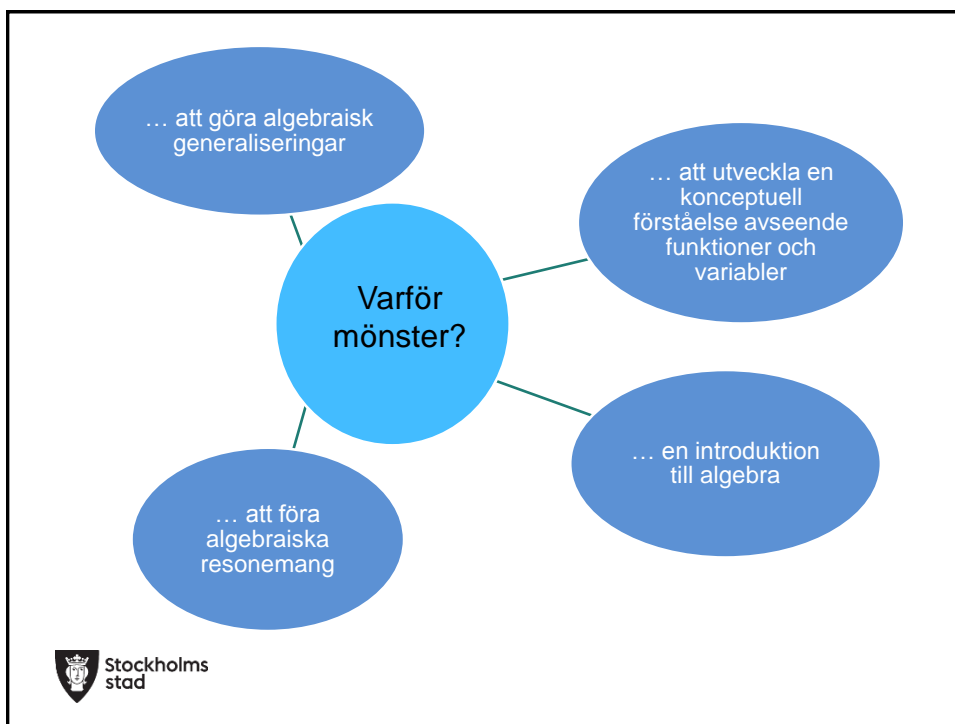 … att göra algebraisk
generaliseringar
… att utveckla en
konceptuell
förståelse avseende
funktioner och
variabler
Varför
mönster?
… en introduktion
till algebra
… att föra
algebraiska
resonemang
Stockholms
stad